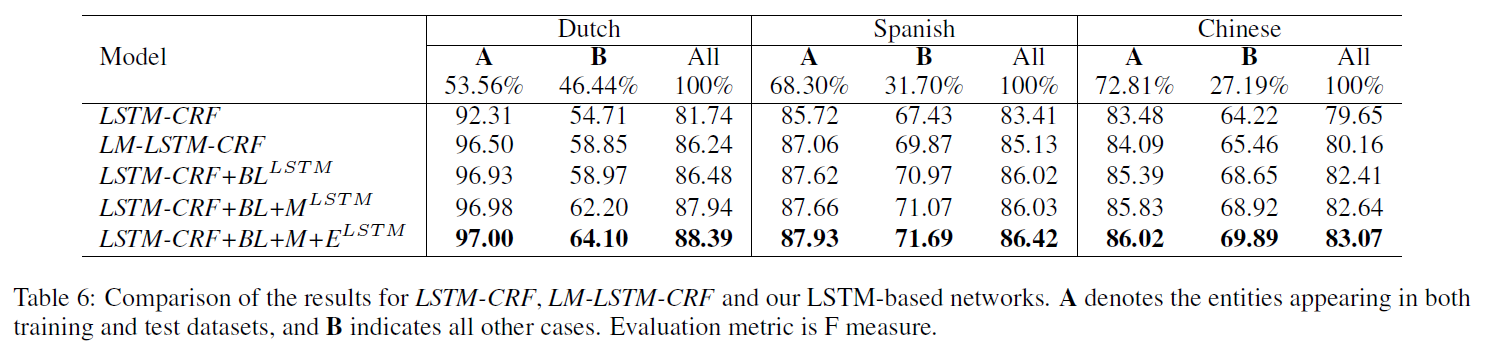 Dutch Spanish Chinese
Model A B All A B All A B All
53.56% 46.44% 100% 68.30% 31.70% 100% 72.81% 27.19% 100%
LSTM-CRF 92.31 54.71 81.74 85.72 67.43 83.41 83.48 64.22 79.65
LM-LSTM-CRF 96.50 58.85 86.24 87.06 69.87 85.13 84.09 65.46 80.16
LSTM-CRF+BL^LSTM 96.93 58.97 86.48 87.62 70.97 86.02 85.39 68.65 82.41
LSTM-CRF+BL+M^LSTM 96.98 62.20 87.94 87.66 71.07 86.03 85.83 68.92 82.64
LSTM-CRF+BL+M+E^LSTM 97.00 64.10 88.39 87.93 71.69 86.42 86.02 69.89 83.07
Table 6: Comparison of the results for LSTM-CRF, LM-LSTM-CRF and our LSTM-based networks. A denotes the entities appearing in both
training and test datasets, and B indicates all other cases. Evaluation metric is F measure.